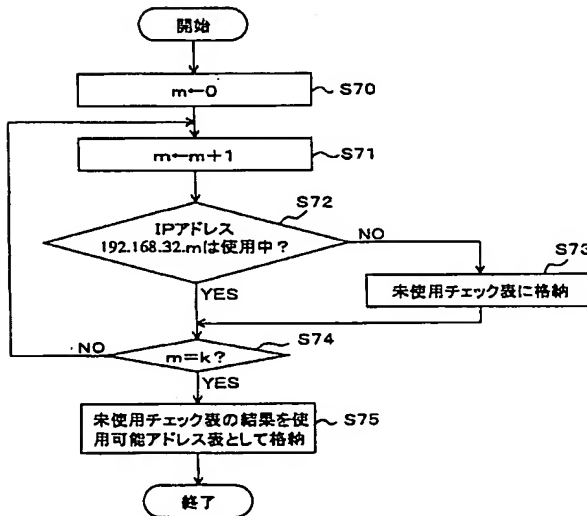 開始
m←0
S70
m←m+1
S71
S72
IPアドレス
192.168.32.mは使用中?
NO
S73
未使用チェック表に格納
YES
S74
NO
m=k?
YES
未使用チェック表の結果を使
用可能アドレス表として格納
S75
終了